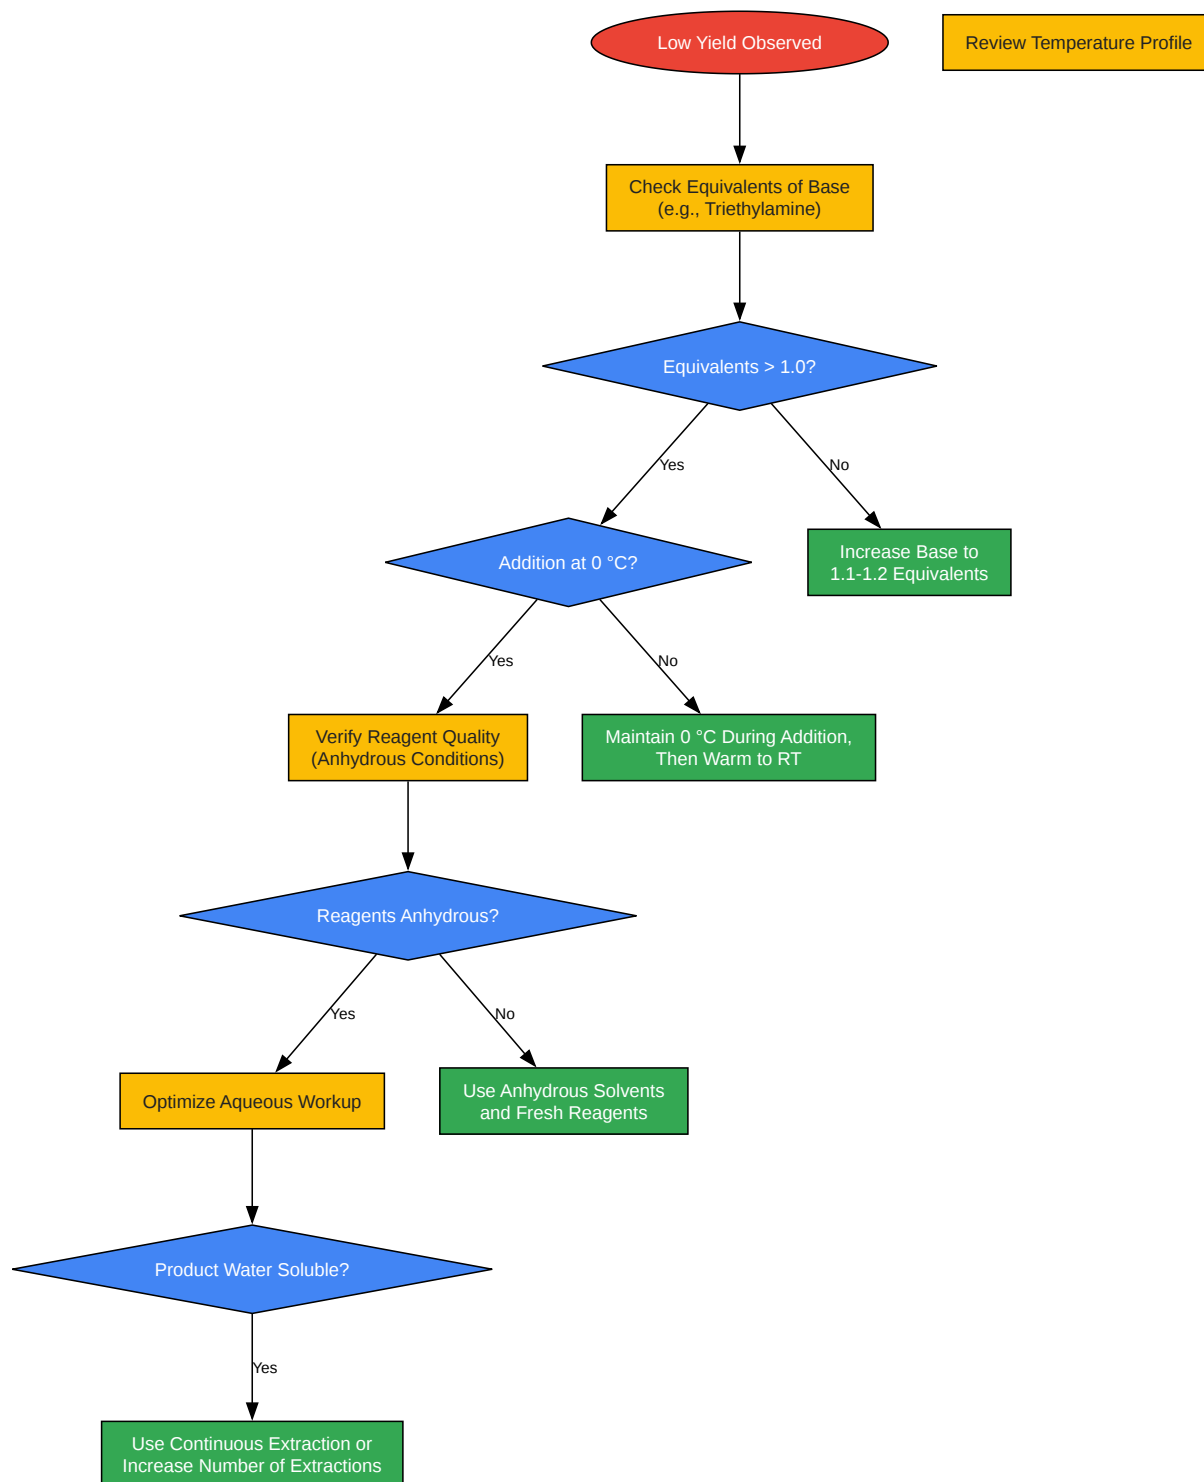 Low Yield Observed
Review Temperature Profile
Check Equivalents of Base
(e.g., Triethylamine)
Equivalents > 1.0?
Yes
No
Addition at 0 °C?
Increase Base to
1.1-1.2 Equivalents
Yes
No
Verify Reagent Quality
(Anhydrous Conditions)
Maintain 0 °C During Addition,
Then Warm to RT
Reagents Anhydrous?
Yes
No
Optimize Aqueous Workup
Use Anhydrous Solvents
and Fresh Reagents
Product Water Soluble?
Yes
Use Continuous Extraction or
Increase Number of Extractions